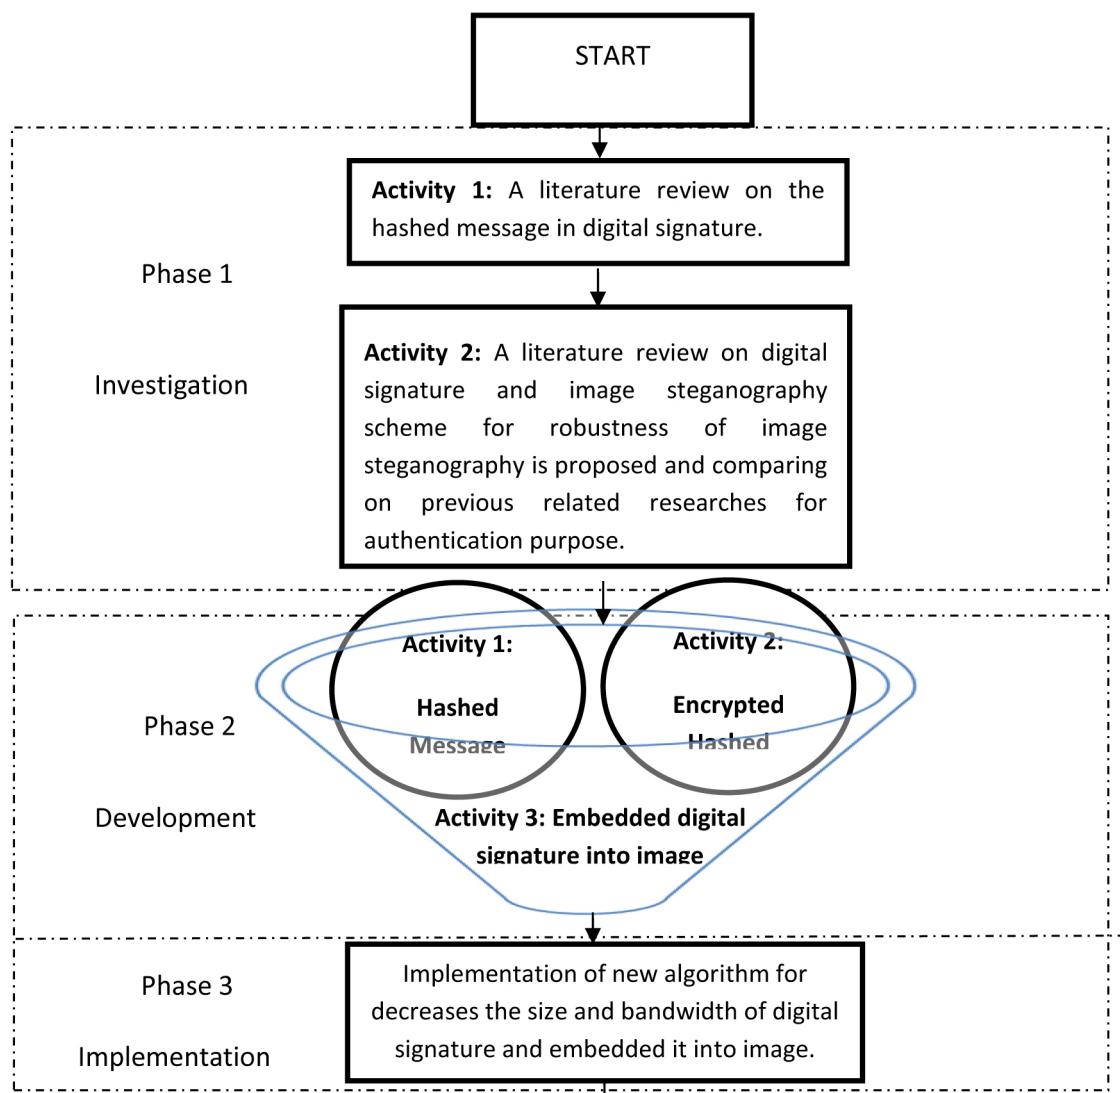 START
Activity 1: A literature review on the
hashed message in digital signature.
Phase 1
Investigation
Activity 2: A literature review on digital
signature and image steganography
scheme for robustness of image
steganography is proposed and comparing
on previous related researches for
authentication purpose.
Activity 1:
Hashed
Message
Activity 2:
Encrypted
Hashed
Phase 2
Development
Activity 3: Embedded digital
signature into image
Phase 3
Implementation
Implementation of new algorithm for
decreases the size and bandwidth of digital
signature and embedded it into image.